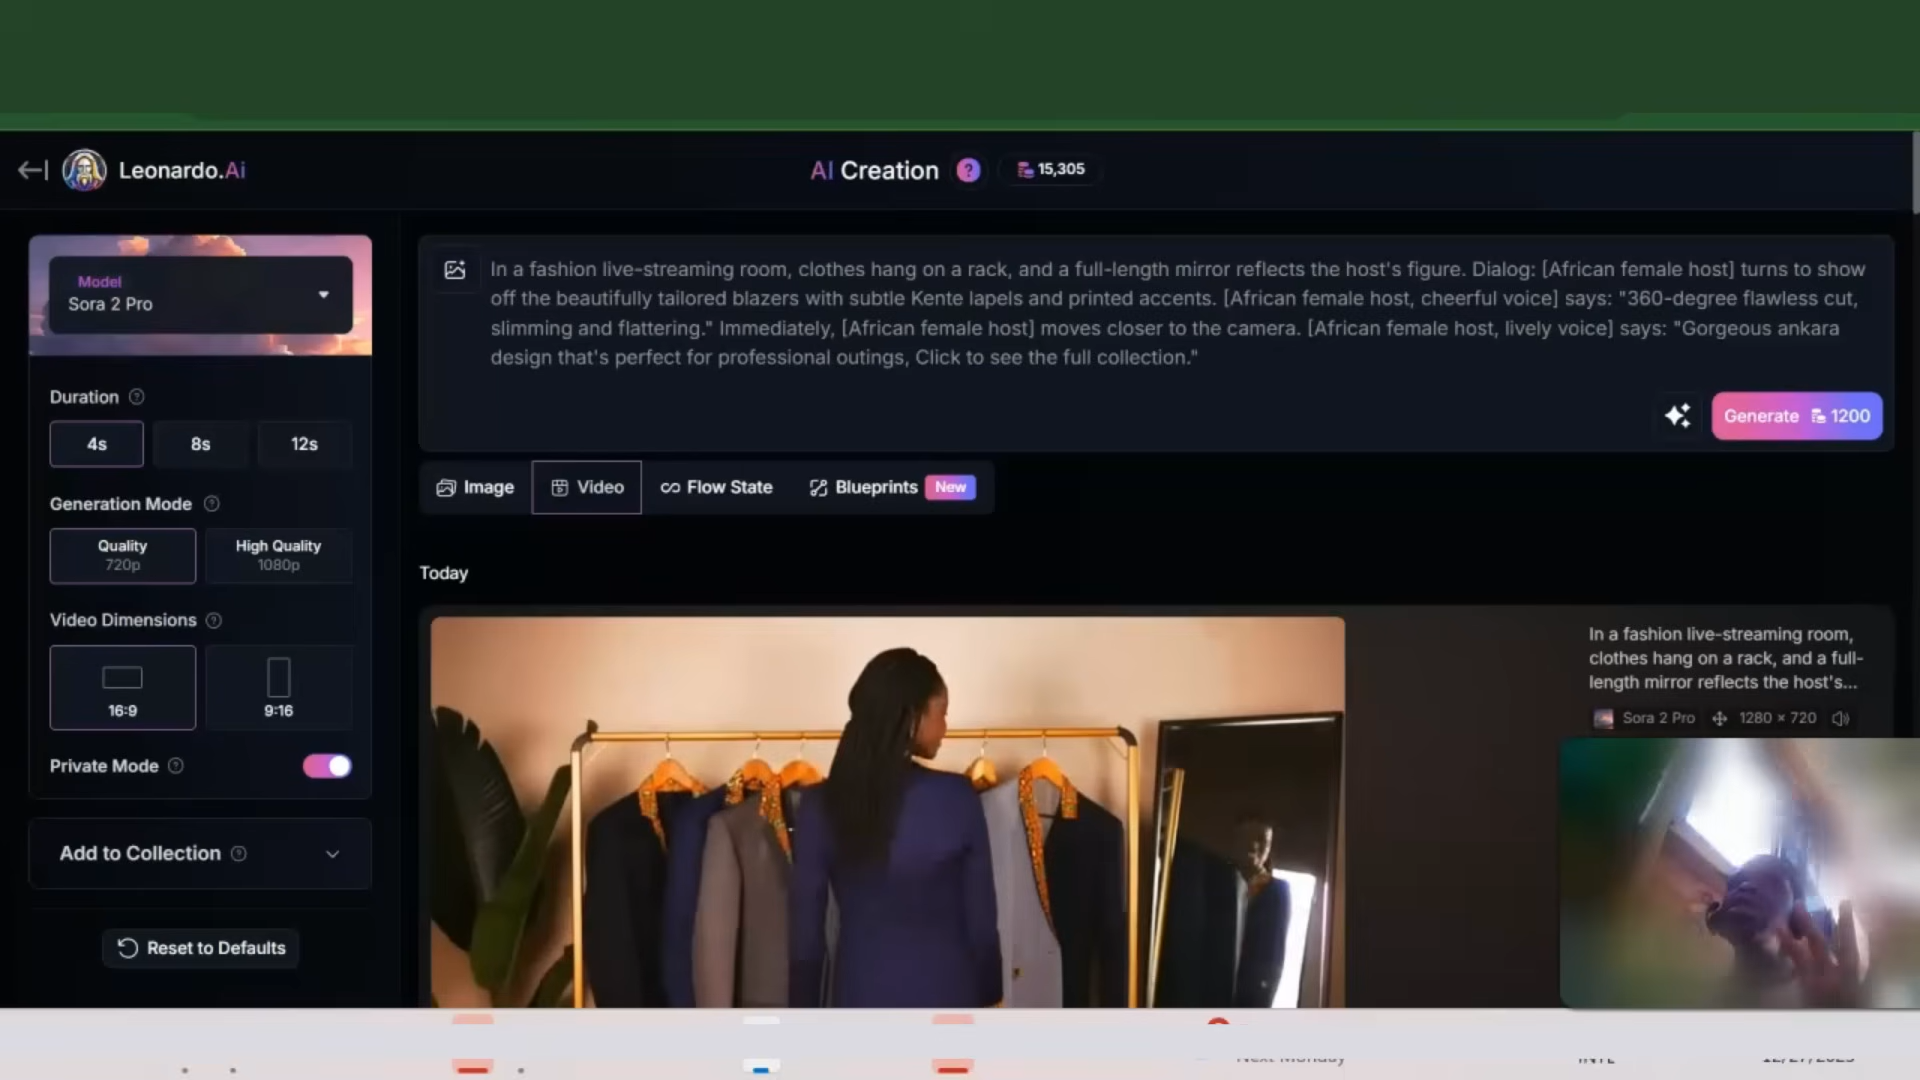 Leonardo.Ai
AI Creation ? 15,305
Model
Sora 2 Pro
In a fashion live-streaming room, clothes hang on a rack, and a full-length mirror reflects the host's figure. Dialog: [African female host] turns to show
off the beautifully tailored blazers with subtle Kente lapels and printed accents. [African female host, cheerful voice] says: "360-degree flawless cut,
slimming and flattering." Immediately, [African female host] moves closer to the camera. [African female host, lively voice] says: "Gorgeous ankara
design that's perfect for professional outings, Click to see the full collection."
Generate 1200
Duration ?
4s 8s 12s
Generation Mode ?
Quality
720p
High Quality
1080p
Video Dimensions ?
16:9 9:16
Private Mode ?
Add to Collection ?
Reset to Defaults
Image Video Flow State Blueprints New
Today
In a fashion live-streaming room,
clothes hang on a rack, and a full-
length mirror reflects the host's...
Sora 2 Pro 1280 × 720
Next Monday